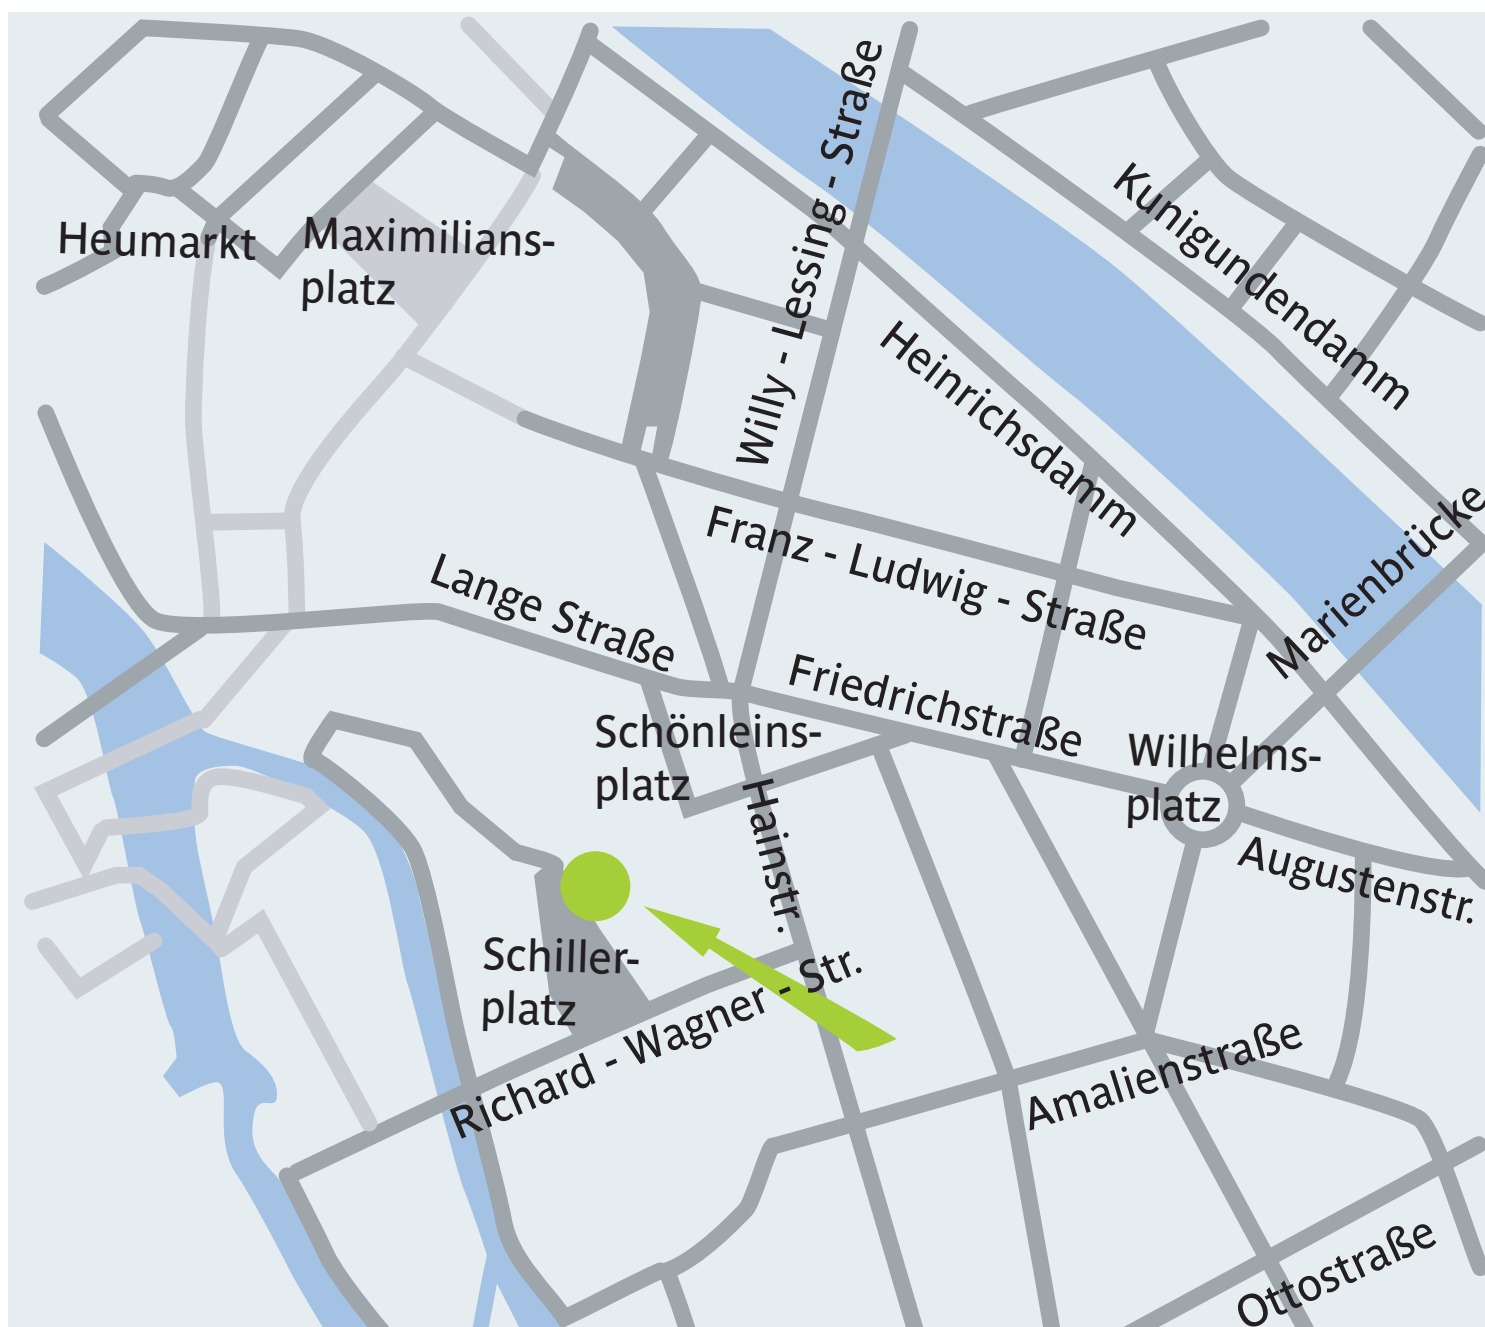 Willy - Lessing - Straße
Kunigundendamm
Heumarkt
Maximilians-
platz
Heinrichsdamm
Marienbrücke
Franz - Ludwig - Straße
Lange Straße
Friedrichstraße
Schönleins-
platz
Wilhelms-
platz
Hainstr.
Augustenstr.
Schiller-
platz
Richard - Wagner - Str.
Amalienstraße
Ottostraße